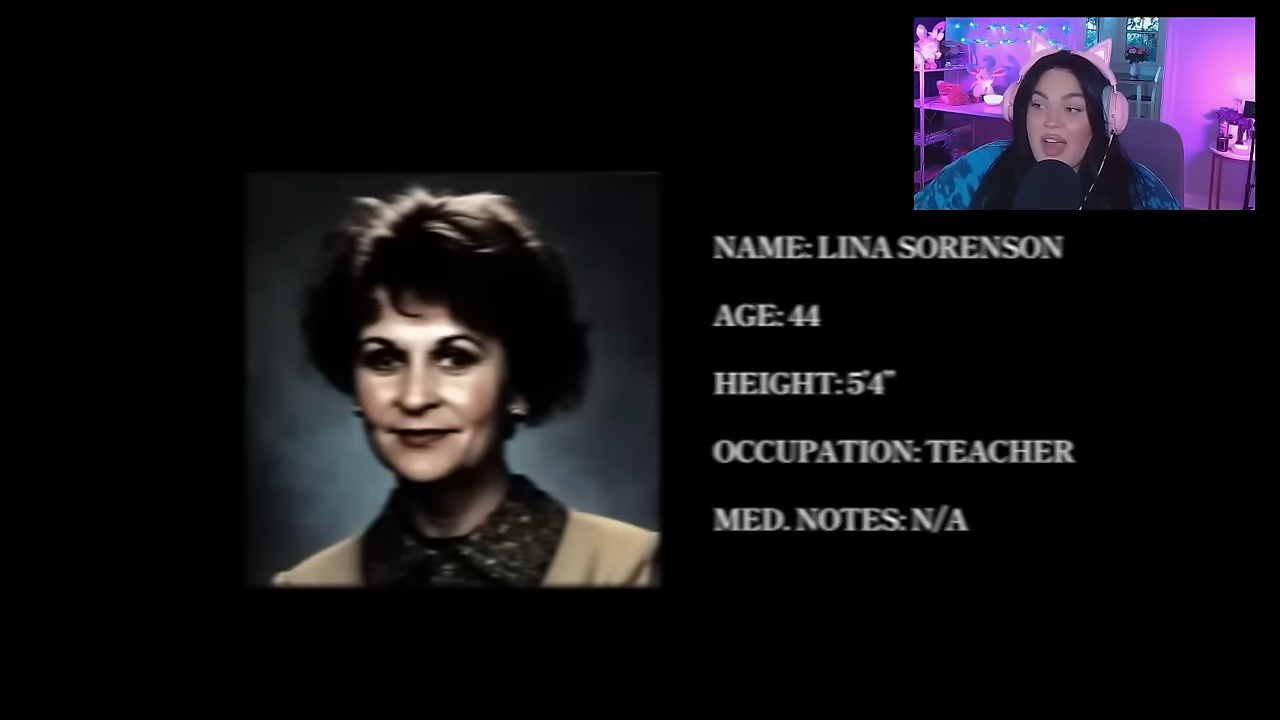 NAME: LINA SORENSON
AGE: 44
HEIGHT: 5'4"
OCCUPATION: TEACHER
MED. NOTES: N/A